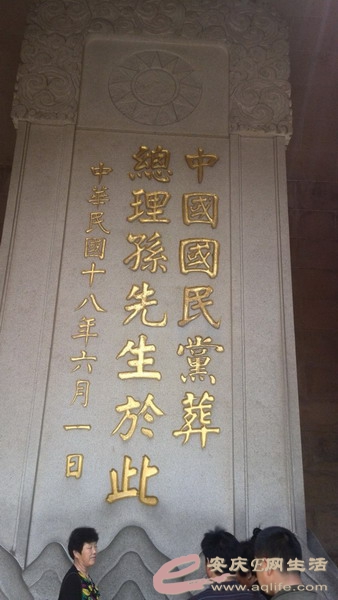 中國國民黨葬
總理孫先生於此
中華民國十八年六月一日
安庆E网生活
www.aqlife.com